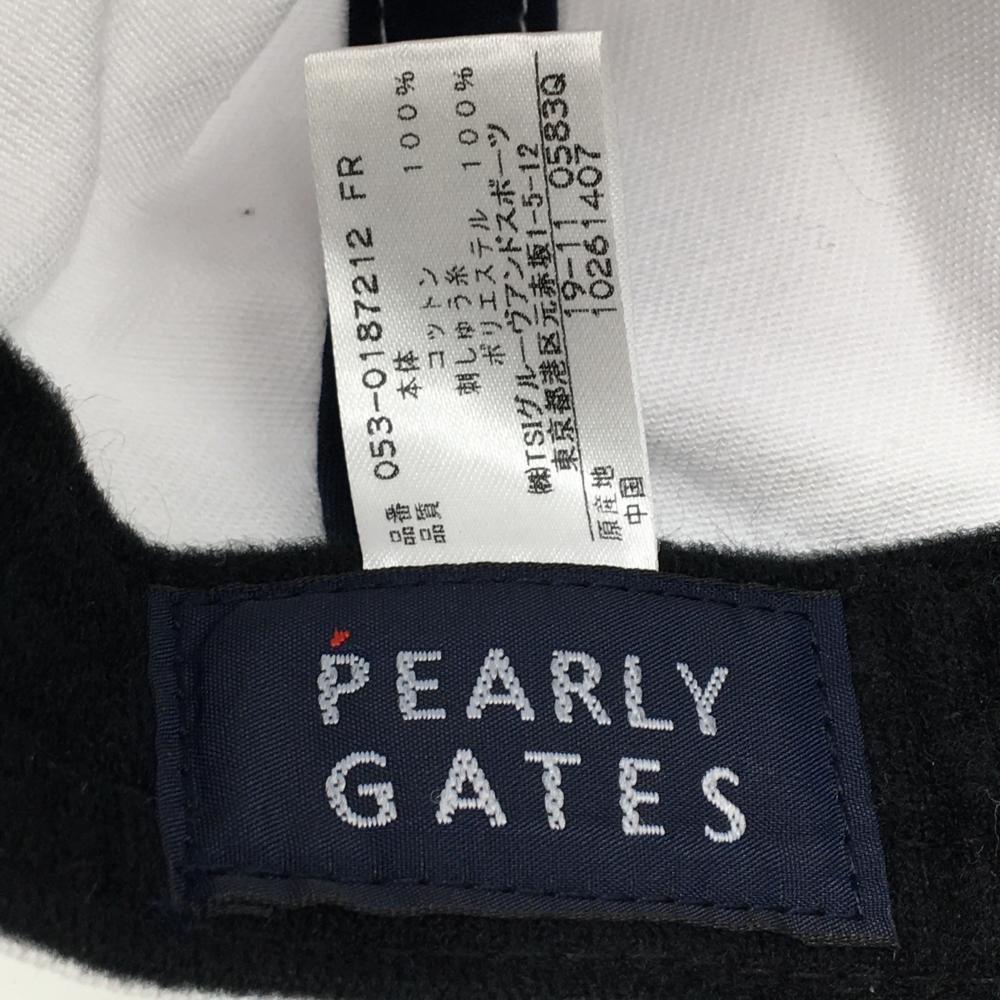 品番 053-0187212 FR
品質 本体 100%
コットン
刺しゅう糸 100%
ポリエステル
㈱TSIグルーヴアンドスポーツ
東京都港区元赤坂1-5-12
原産地 19-11 0583Q
中国 10261407
PEARLY
GATES